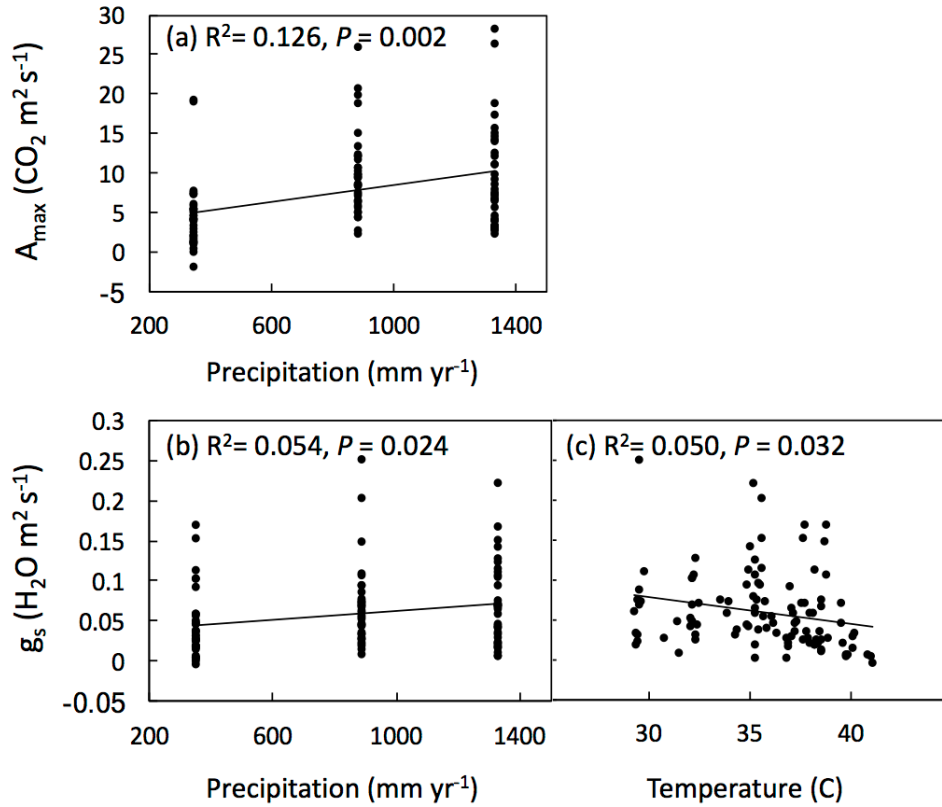 (a) R²= 0.126, P = 0.002
30
25
20
15
10
5
0
-5
Aₘₐₓ (CO₂ m² s⁻¹)
200 600 1000 1400
Precipitation (mm yr⁻¹)
(b) R²= 0.054, P = 0.024
0.3
0.25
0.2
0.15
0.1
0.05
0
-0.05
gₛ (H₂O m² s⁻¹)
200 600 1000 1400
Precipitation (mm yr⁻¹)
(c) R²= 0.050, P = 0.032
30 35 40
Temperature (C)